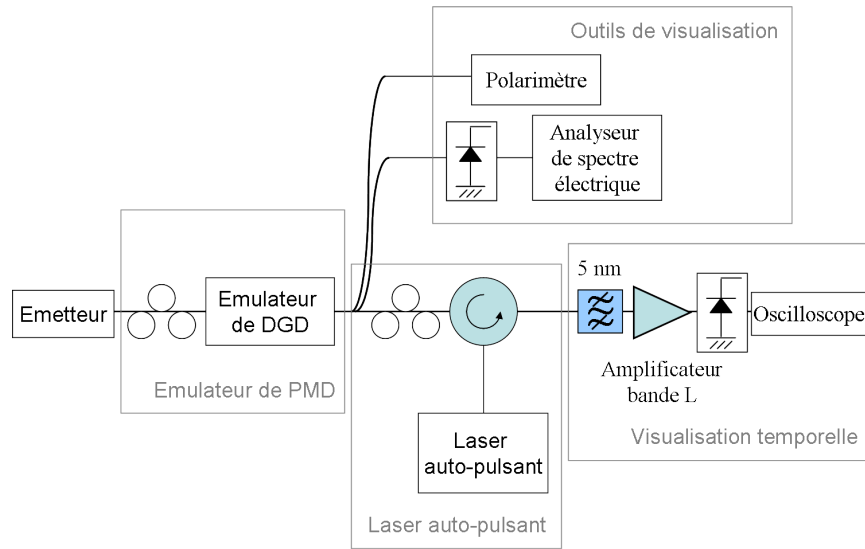 Outils de visualisation
Polarimètre
Analyseur
de spectre
électrique
Emetteur
Emulateur
de DGD
Emulateur de PMD
Laser
auto-pulsant
Laser auto-pulsant
5 nm
Amplificateur
bande L
Oscilloscope
Visualisation temporelle